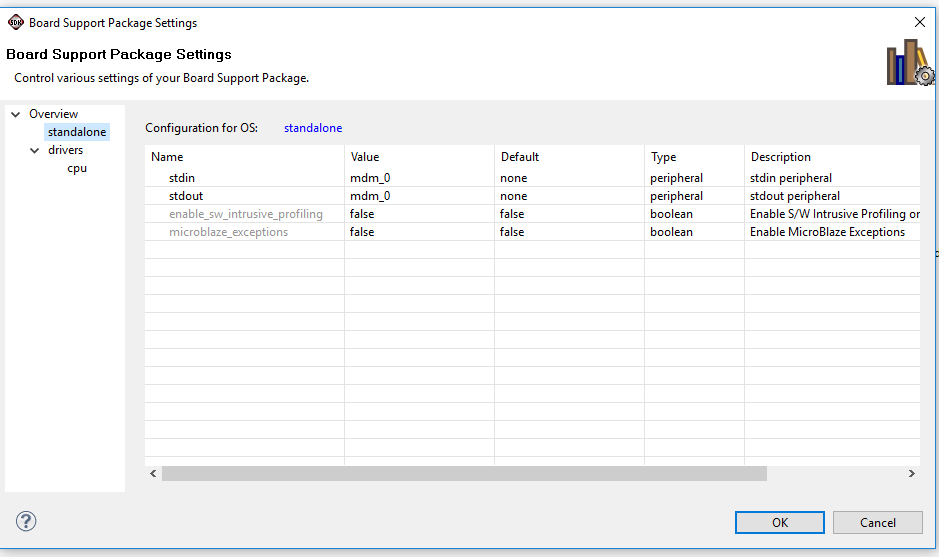 SDK Board Support Package Settings
Board Support Package Settings
Control various settings of your Board Support Package.
Overview
standalone
drivers
cpu
Configuration for OS: standalone
Name Value Default Type Description
stdin mdm_0 none peripheral stdin peripheral
stdout mdm_0 none peripheral stdout peripheral
enable_sw_intrusive_profiling false false boolean Enable S/W Intrusive Profiling or
microblaze_exceptions false false boolean Enable MicroBlaze Exceptions
?
OK Cancel